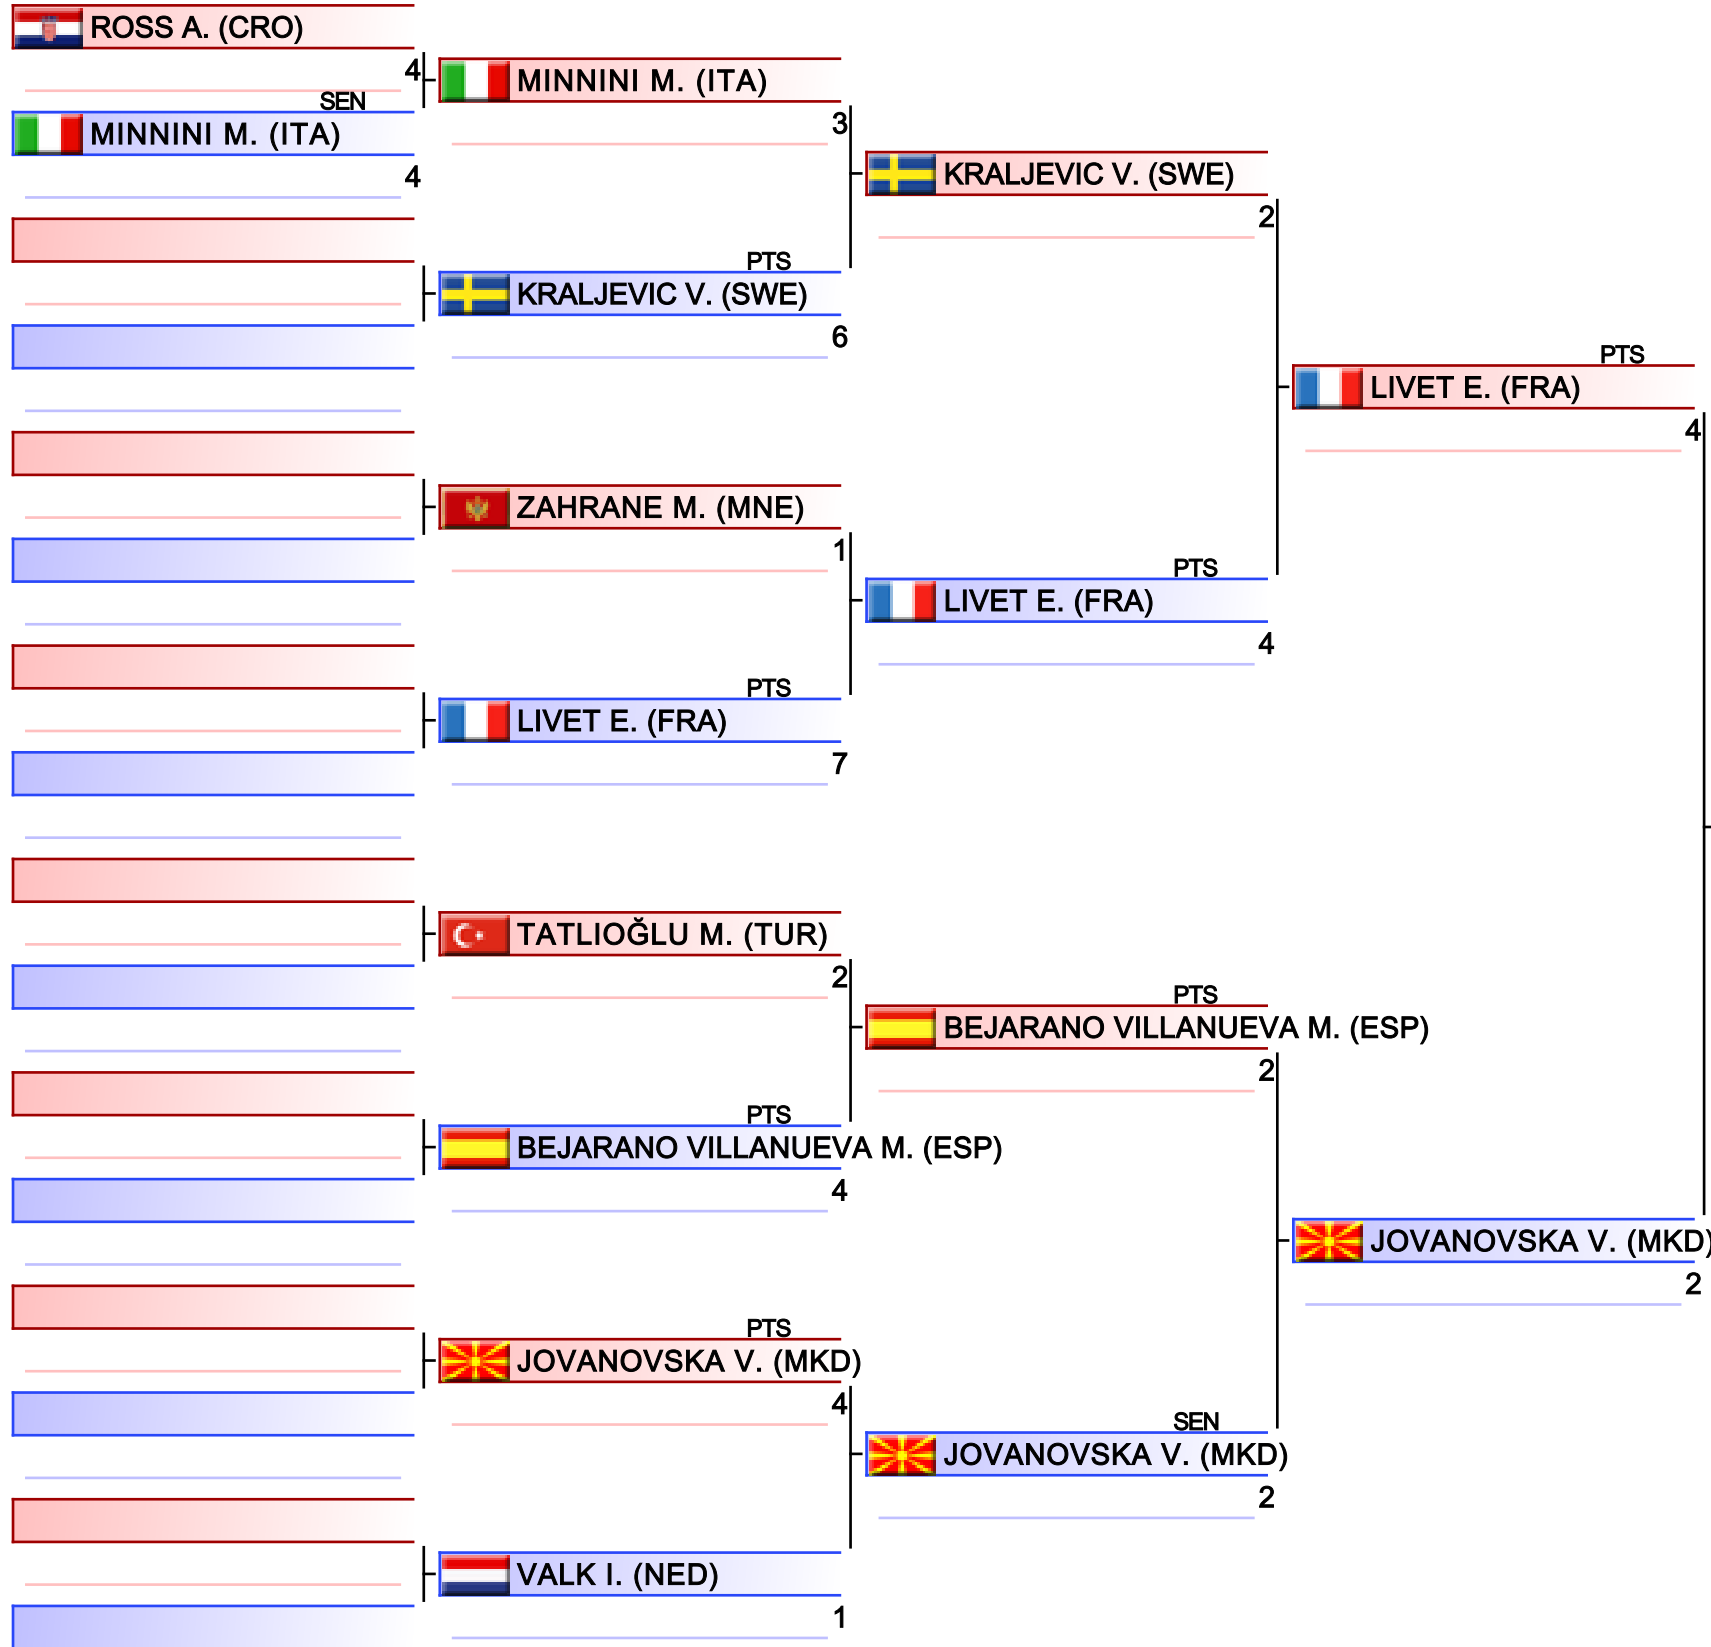 ROSS A. (CRO)
4
SEN
MINNINI M. (ITA)
4
MINNINI M. (ITA)
3
PTS
KRALJEVIC V. (SWE)
6
ZAHRANE M. (MNE)
1
PTS
LIVET E. (FRA)
7
TATLIOĞLU M. (TUR)
2
PTS
BEJARANO VILLANUEVA M. (ESP)
4
PTS
JOVANOVSKA V. (MKD)
4
VALK I. (NED)
1
KRALJEVIC V. (SWE)
2
PTS
LIVET E. (FRA)
4
PTS
BEJARANO VILLANUEVA M. (ESP)
2
SEN
JOVANOVSKA V. (MKD)
2
PTS
LIVET E. (FRA)
4
JOVANOVSKA V. (MKD)
2